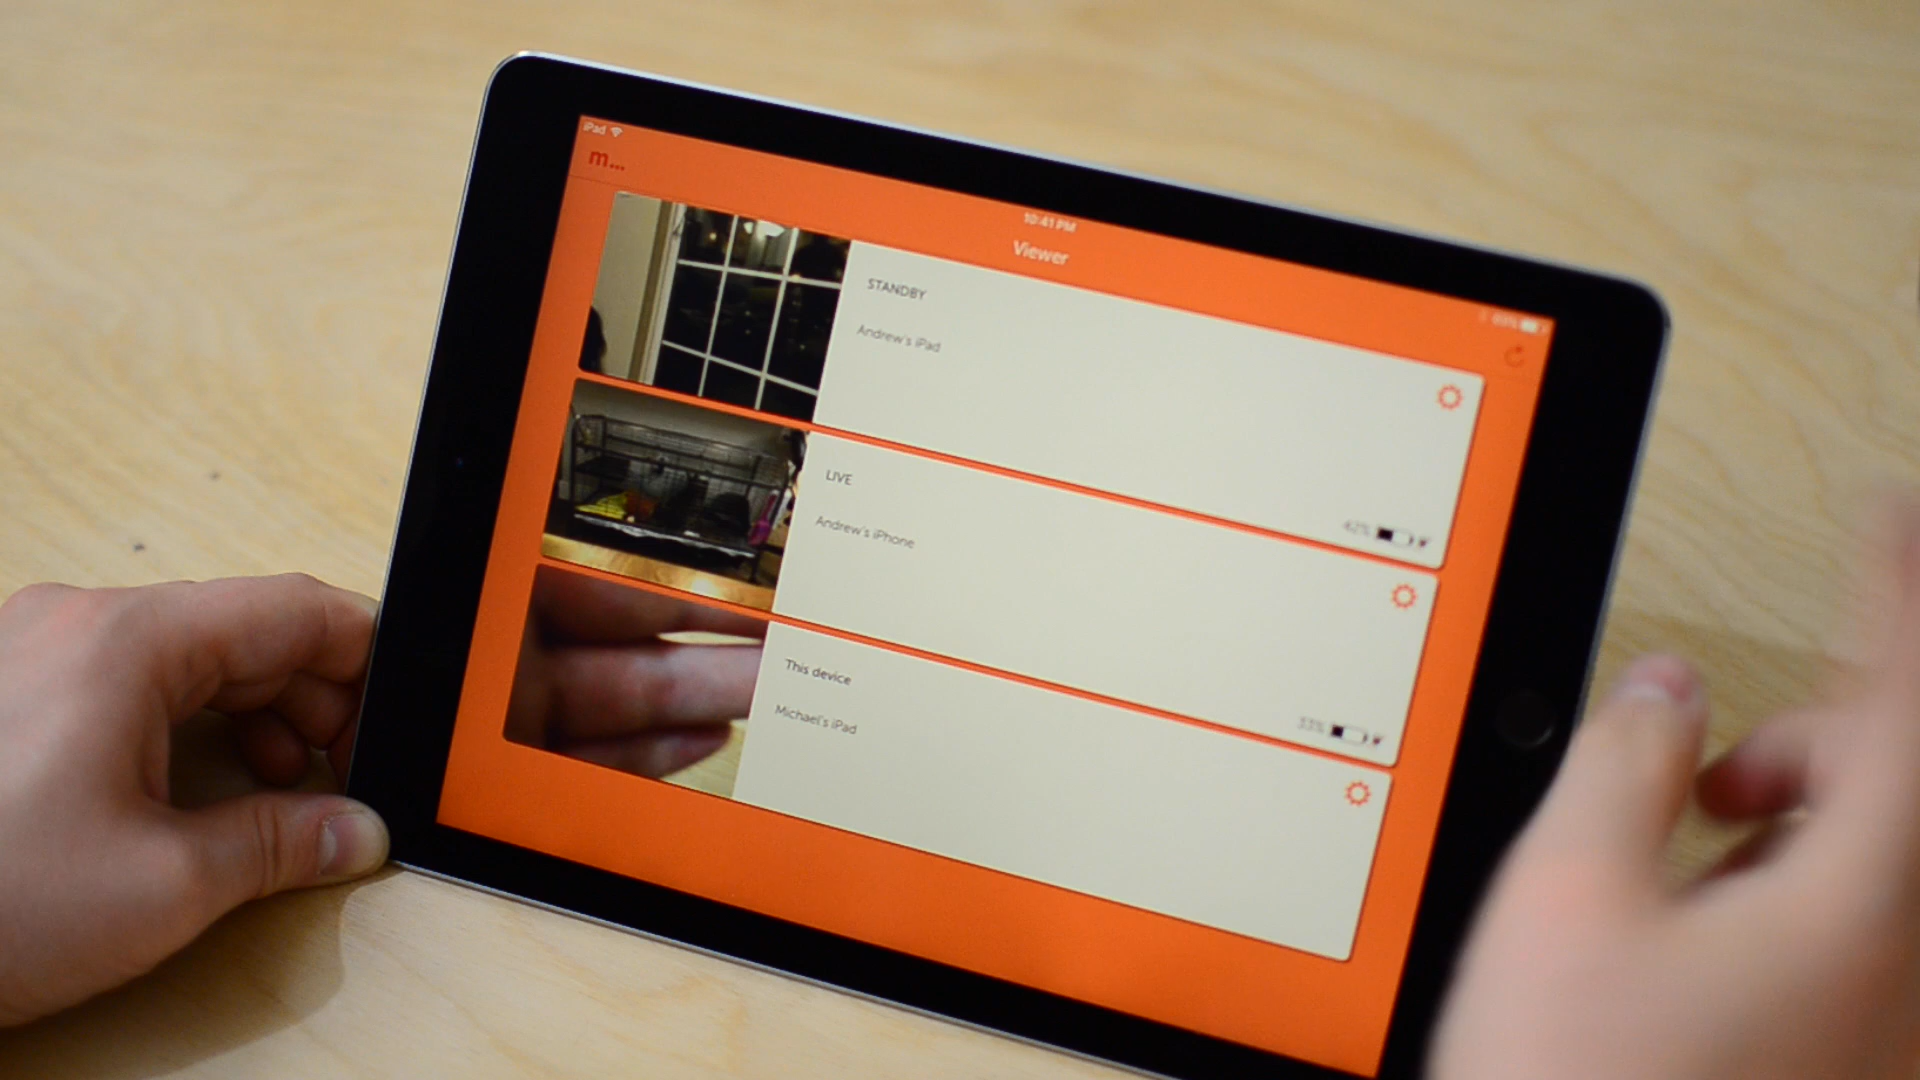 iPad
m...
10:41 PM
Viewer
STANDBY
Andrew's iPad
42%
LIVE
Andrew's iPhone
33%
This device
Michael's iPad